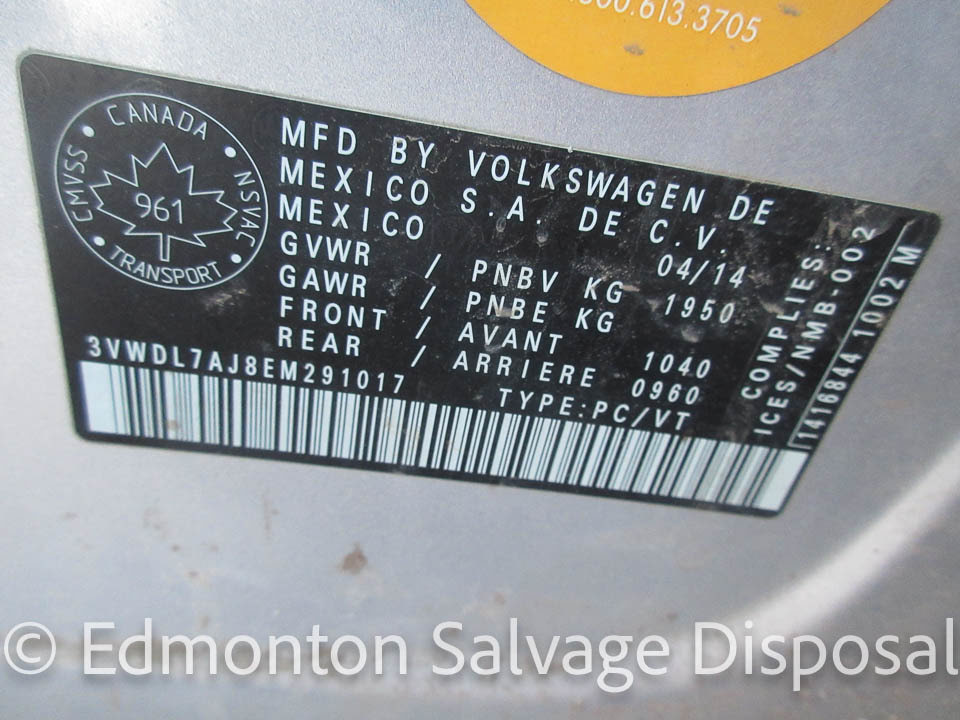 .613.3705
CANADA
CMVSS
NSVAC
961
TRANSPORT
MFD BY VOLKSWAGEN DE
MEXICO S.A. DE C.V.
MEXICO 04/14
GVWR / PNBV KG 1950
GAWR / PNBE KG
FRONT / AVANT 1040
REAR / ARRIERE 0960
3VWDL7AJ8EM291017 TYPE:PC/VT
COMPLIES:
ICES/NMB-002
1416844 1002 M
© Edmonton Salvage Disposal